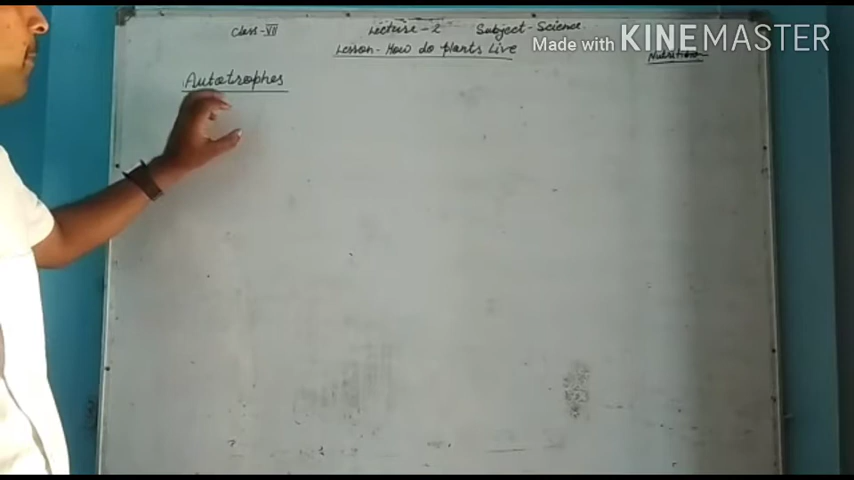 Class-VII Lecture-2 Subject-Science.
Lesson- How do plants Live
Made with KINEMASTER
Nutrition
Autotrophes